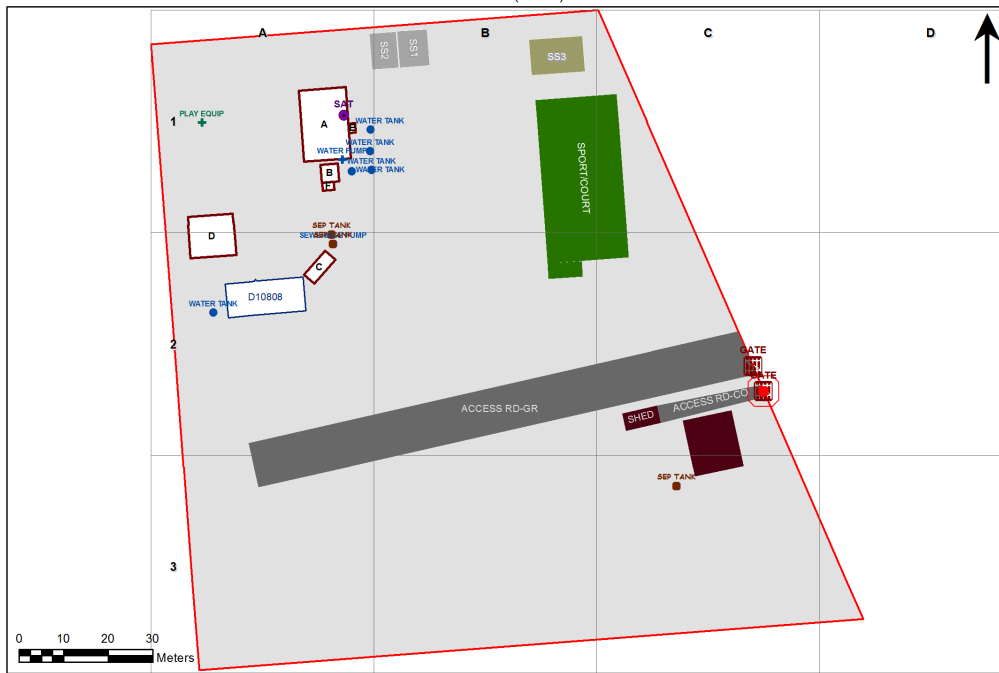 A
B
C
D
SS2
SS1
SS3
SAT
PLAY EQUIP
1
A
WATER TANK
E
WATER TANK
WATER PUMP
WATER TANK
WATER TANK
B
F
SPORT/COURT
SEP TANK
D
C
D10808
WATER TANK
2
GATE
GATE
ACCESS RD-GR
ACCESS RD-CO
SHED
SEP TANK
3
0 10 20 30
Meters